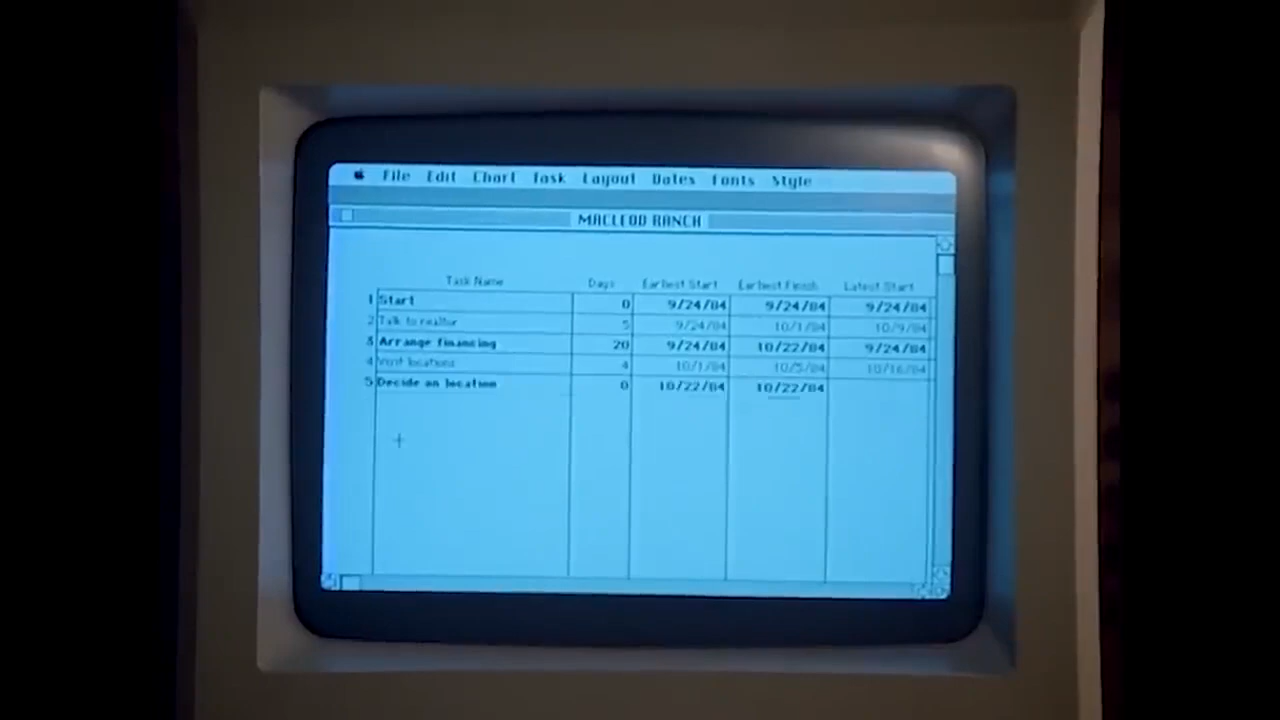 File Edit Chart Task Layout Dates Fonts Style
MACLEOD RANCH
Task Name Days Earliest Start Earliest Finish Latest Start
1 Start 0 9/24/84 9/24/84 9/24/84
2 Talk to realtor 5 9/24/84 10/1/84 10/9/84
3 Arrange financing 20 9/24/84 10/22/84 9/24/84
4 Visit locations 4 10/1/84 10/5/84 10/16/84
5 Decide on location 0 10/22/84 10/22/84